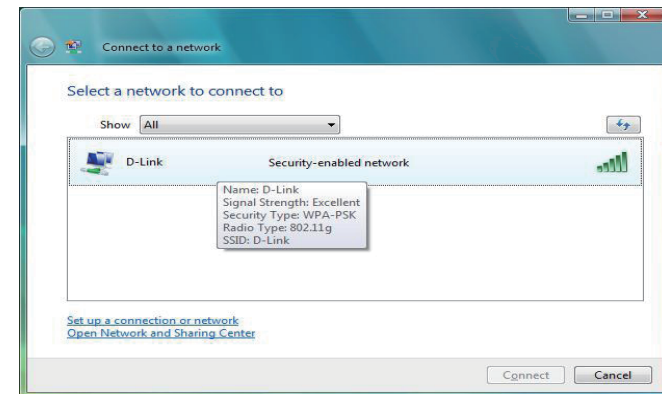 Connect to a network
Select a network to connect to
Show All
D-Link Security-enabled network
Name: D-Link
Signal Strength: Excellent
Security Type: WPA-PSK
Radio Type: 802.11g
SSID: D-Link
Set up a connection or network
Open Network and Sharing Center
Connect Cancel